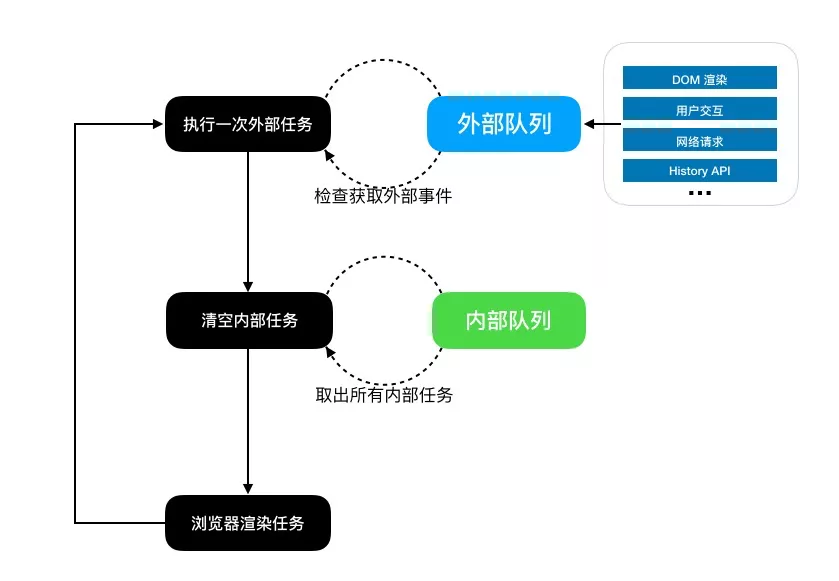 DOM 渲染
用户交互
网络请求
History API
...
执行一次外部任务
外部队列
检查获取外部事件
清空内部任务
内部队列
取出所有内部任务
浏览器渲染任务